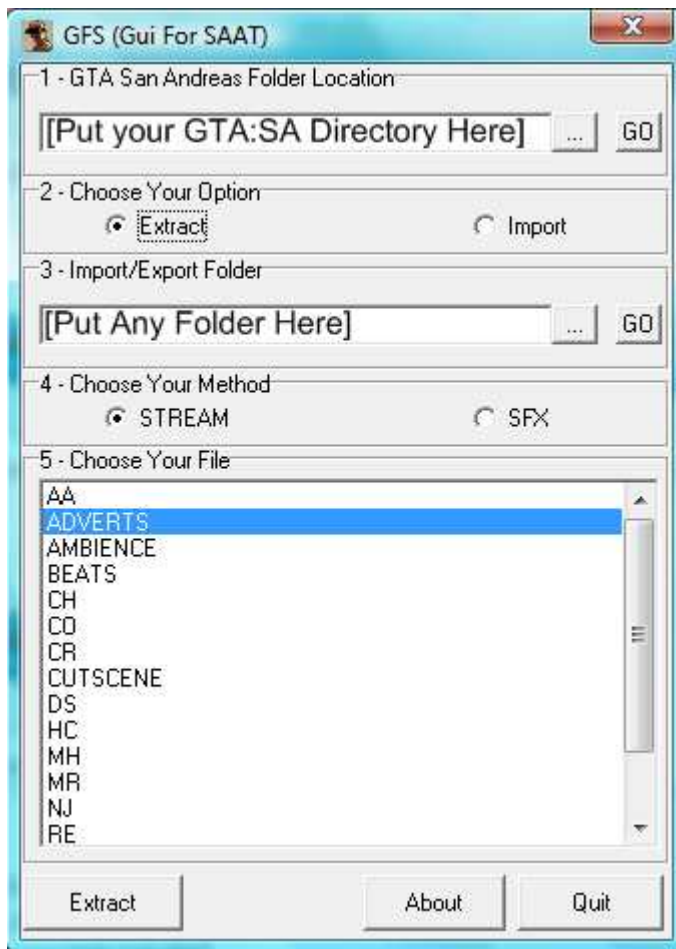 GFS (Gui For SAAT)
1 - GTA San Andreas Folder Location
[Put your GTA:SA Directory Here] ... GO
2 - Choose Your Option
Extract Import
3 - Import/Export Folder
[Put Any Folder Here] ... GO
4 - Choose Your Method
STREAM SFX
5 - Choose Your File
AA
ADVERTS
AMBIENCE
BEATS
CH
CO
CR
CUTSCENE
DS
HC
MH
MR
NJ
RE
Extract About Quit